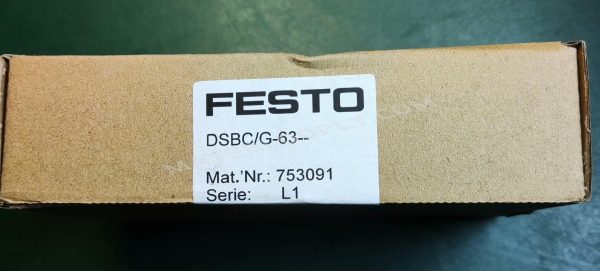 FESTO
DSBC/G-63--
Mat.'Nr.: 753091
Serie: L1